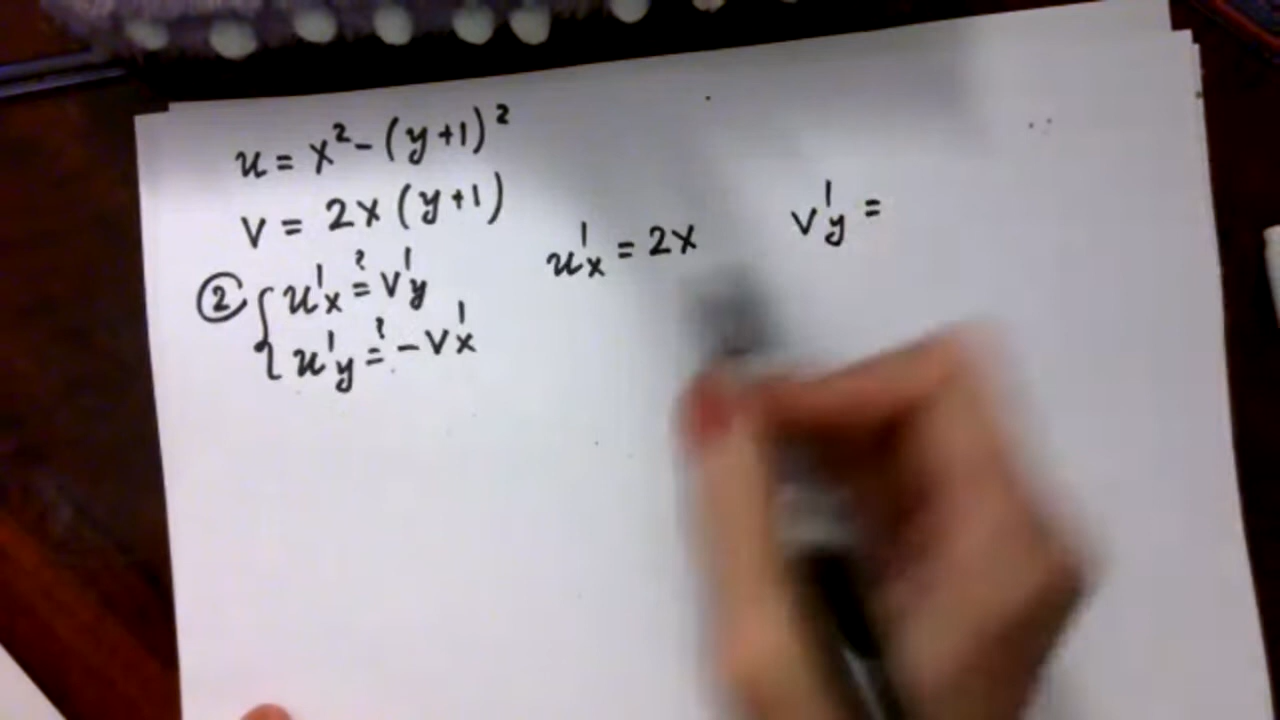 u = x² - (y+1)²
v = 2x(y+1)
② { u'x ?= v'y
u'y ?= -v'x
u'x = 2x
v'y =